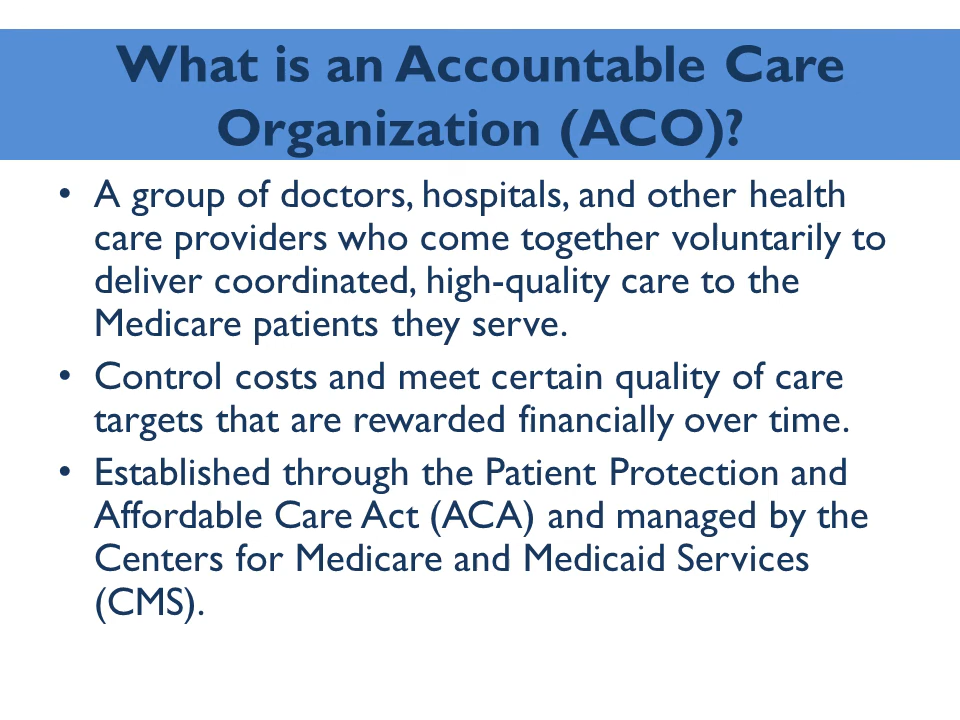 What is an Accountable Care
Organization (ACO)?
• A group of doctors, hospitals, and other health
care providers who come together voluntarily to
deliver coordinated, high-quality care to the
Medicare patients they serve.
• Control costs and meet certain quality of care
targets that are rewarded financially over time.
• Established through the Patient Protection and
Affordable Care Act (ACA) and managed by the
Centers for Medicare and Medicaid Services
(CMS).